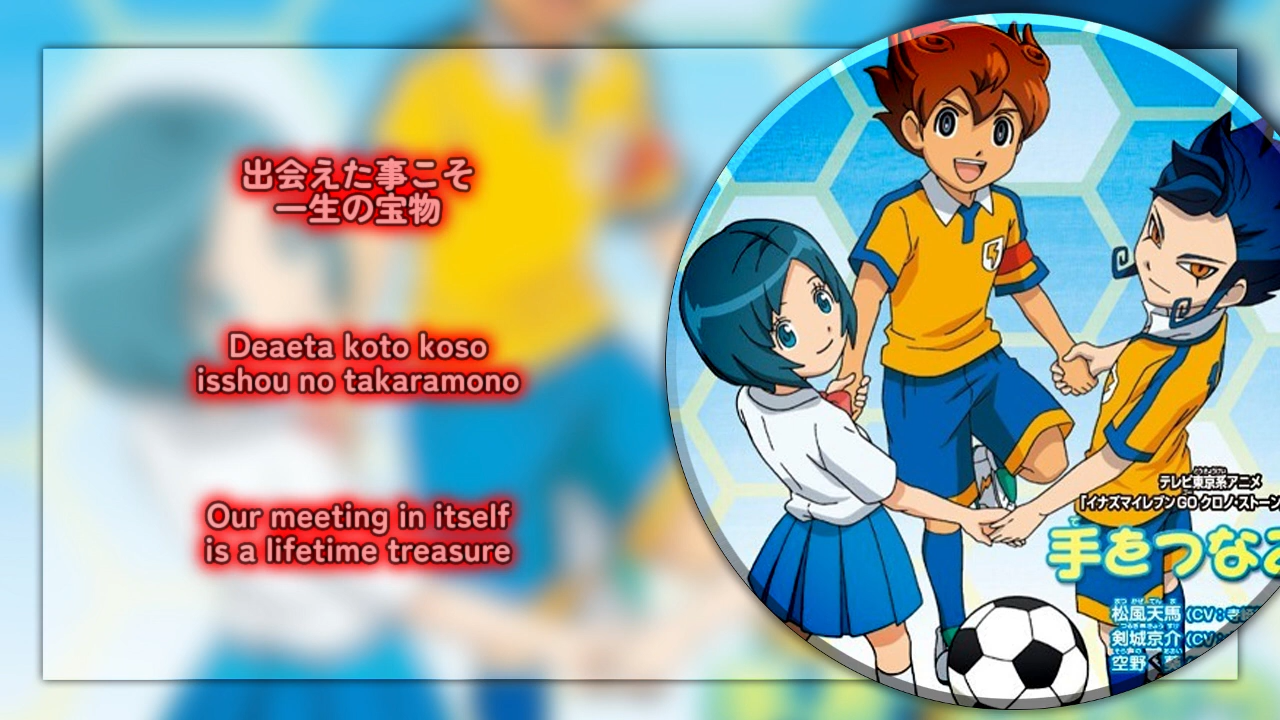 出会えた事こそ
一生の宝物
Deaeta koto koso
isshou no takaramono
Our meeting in itself
is a lifetime treasure
テレビ東京系アニメ
「イナズマイレブンGO クロノ・ストーン
手をつな
松風天馬 (CV:
剣城京介 (CV:
空野